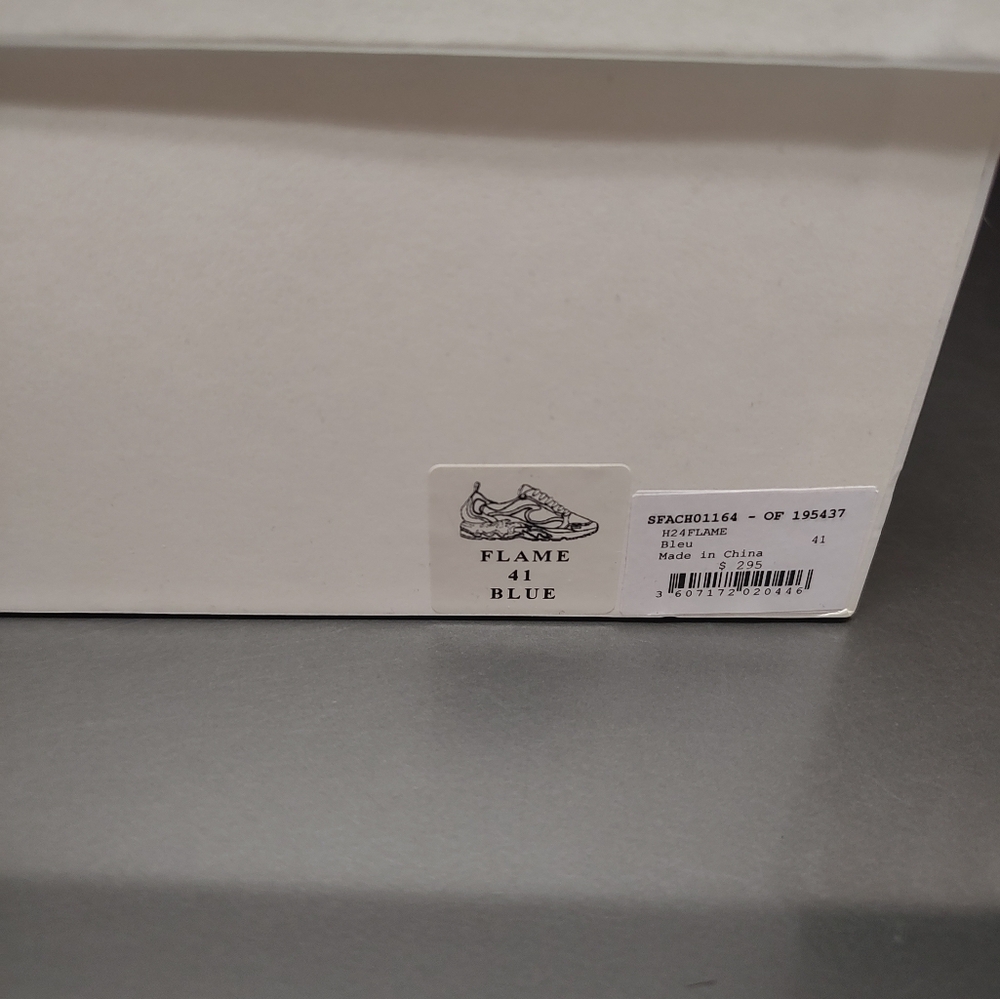 FLAME
41
BLUE
SFACH01164 - OF 195437
H24FLAME
Bleu 41
Made in China
$ 295
3 607172 020446